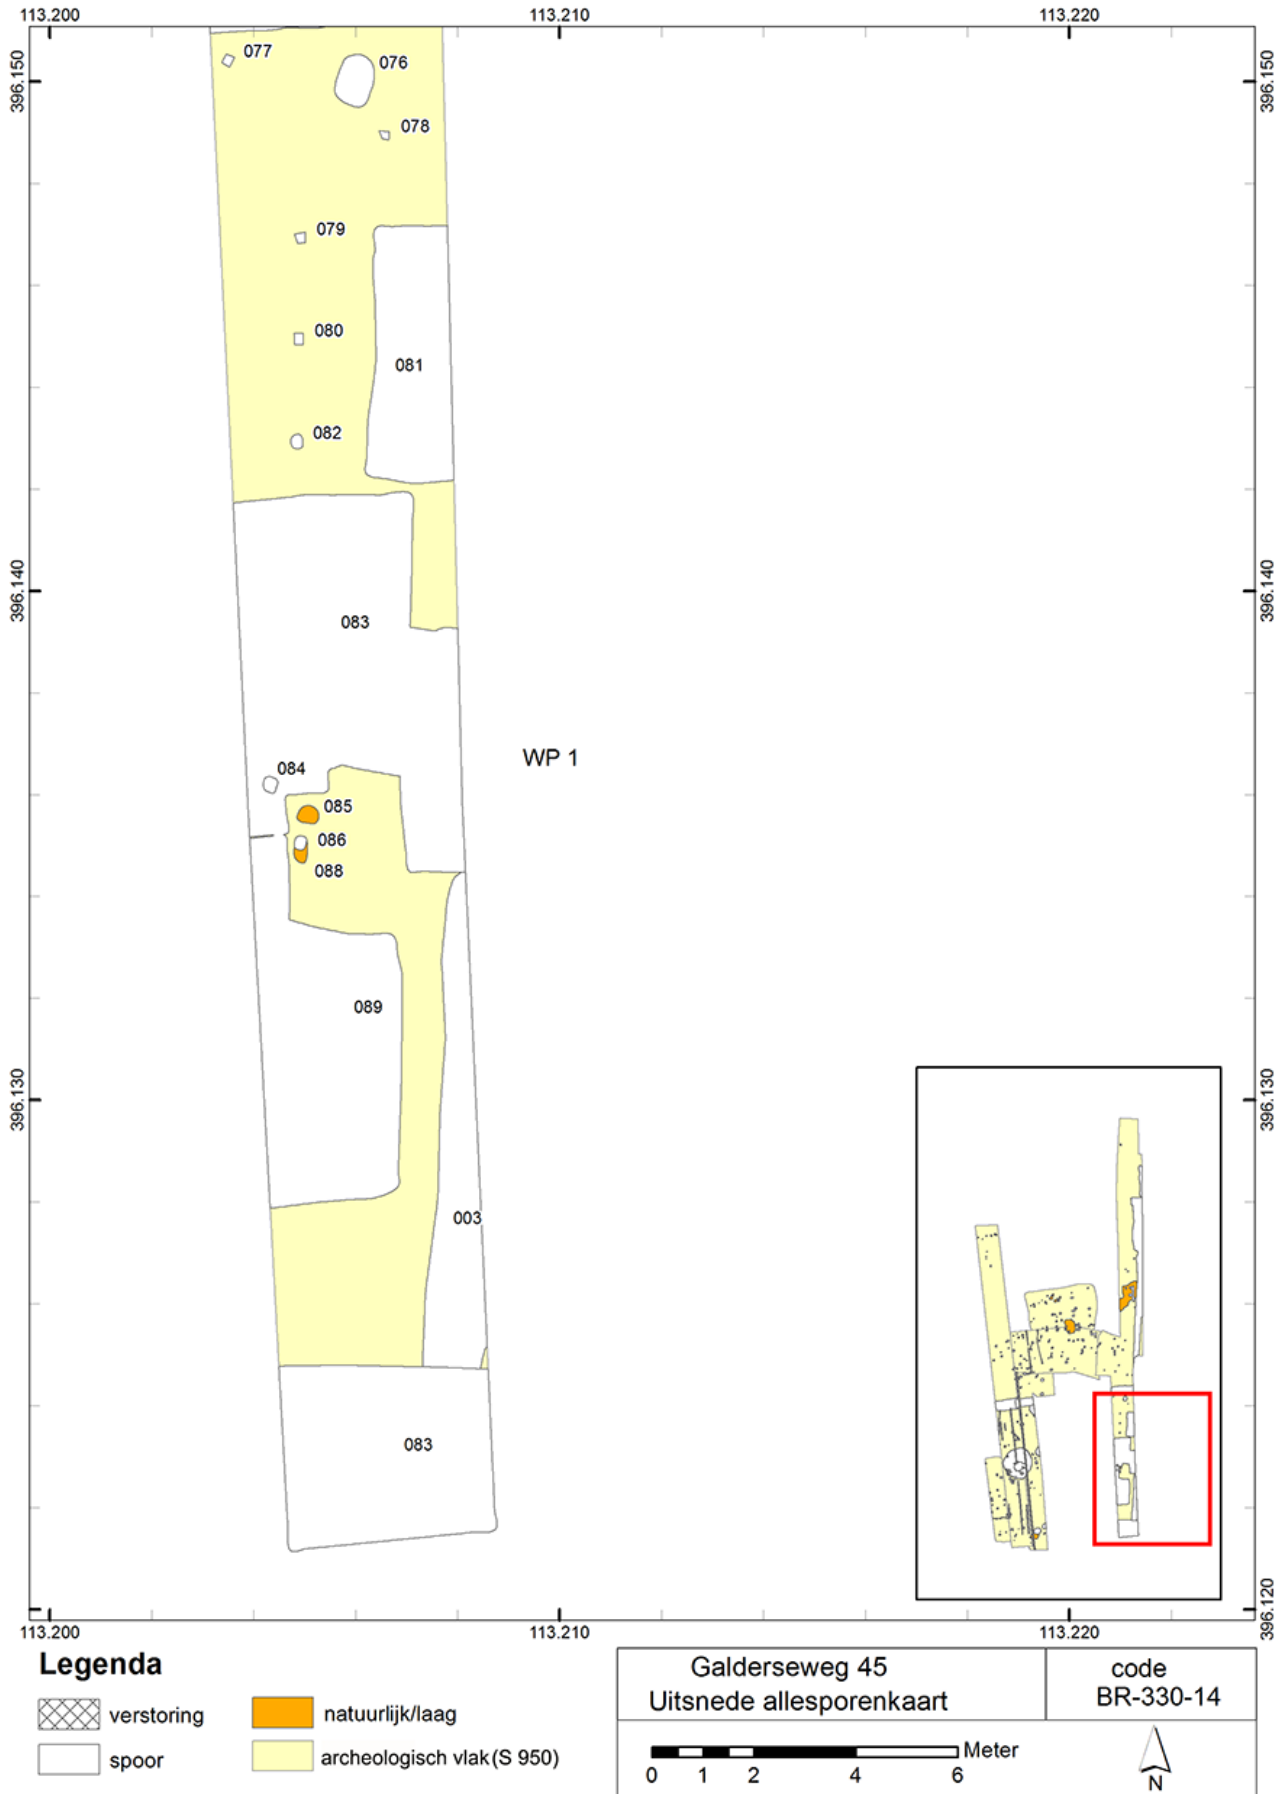 113.200 113.210 113.220
396.150 396.150
077
076
078
079
080
081
082
396.140 396.140
083
WP 1
084
085
086
088
089
396.130 396.130
003
083
396.120
113.200 113.210 113.220
Legenda
verstoring
natuurlijk/laag
spoor
archeologisch vlak (S 950)
Galderseweg 45
Uitsnede allesporenkaart
code
BR-330-14
Meter
0 1 2 4 6
N